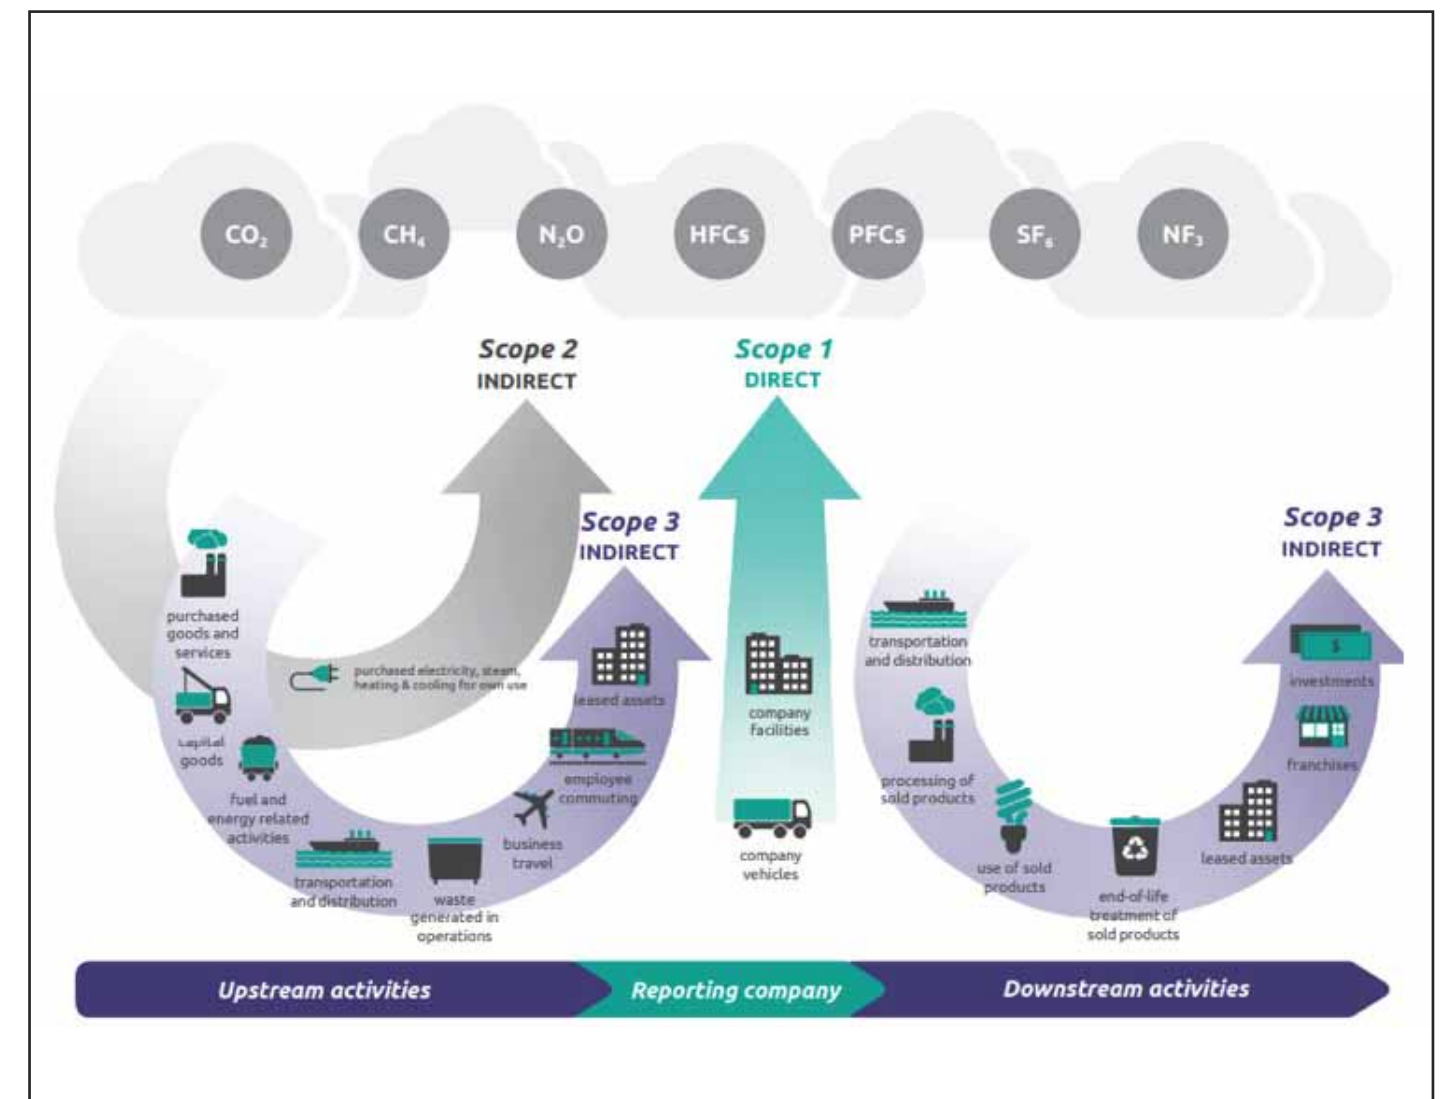 CO₂
CH₄
N₂O
HFCs
PFCs
SF₆
NF₃
Scope 2
INDIRECT
Scope 1
DIRECT
Scope 3
INDIRECT
Scope 3
INDIRECT
purchased
goods and
services
capital
goods
fuel and
energy related
activities
purchased electricity, steam,
heating & cooling for own use
transportation
and distribution
waste
generated in
operations
business
travel
employee
commuting
leased assets
company
facilities
company
vehicles
transportation
and distribution
processing of
sold products
use of sold
products
end-of-life
treatment of
sold products
leased assets
franchises
$
investments
Upstream activities
Reporting company
Downstream activities